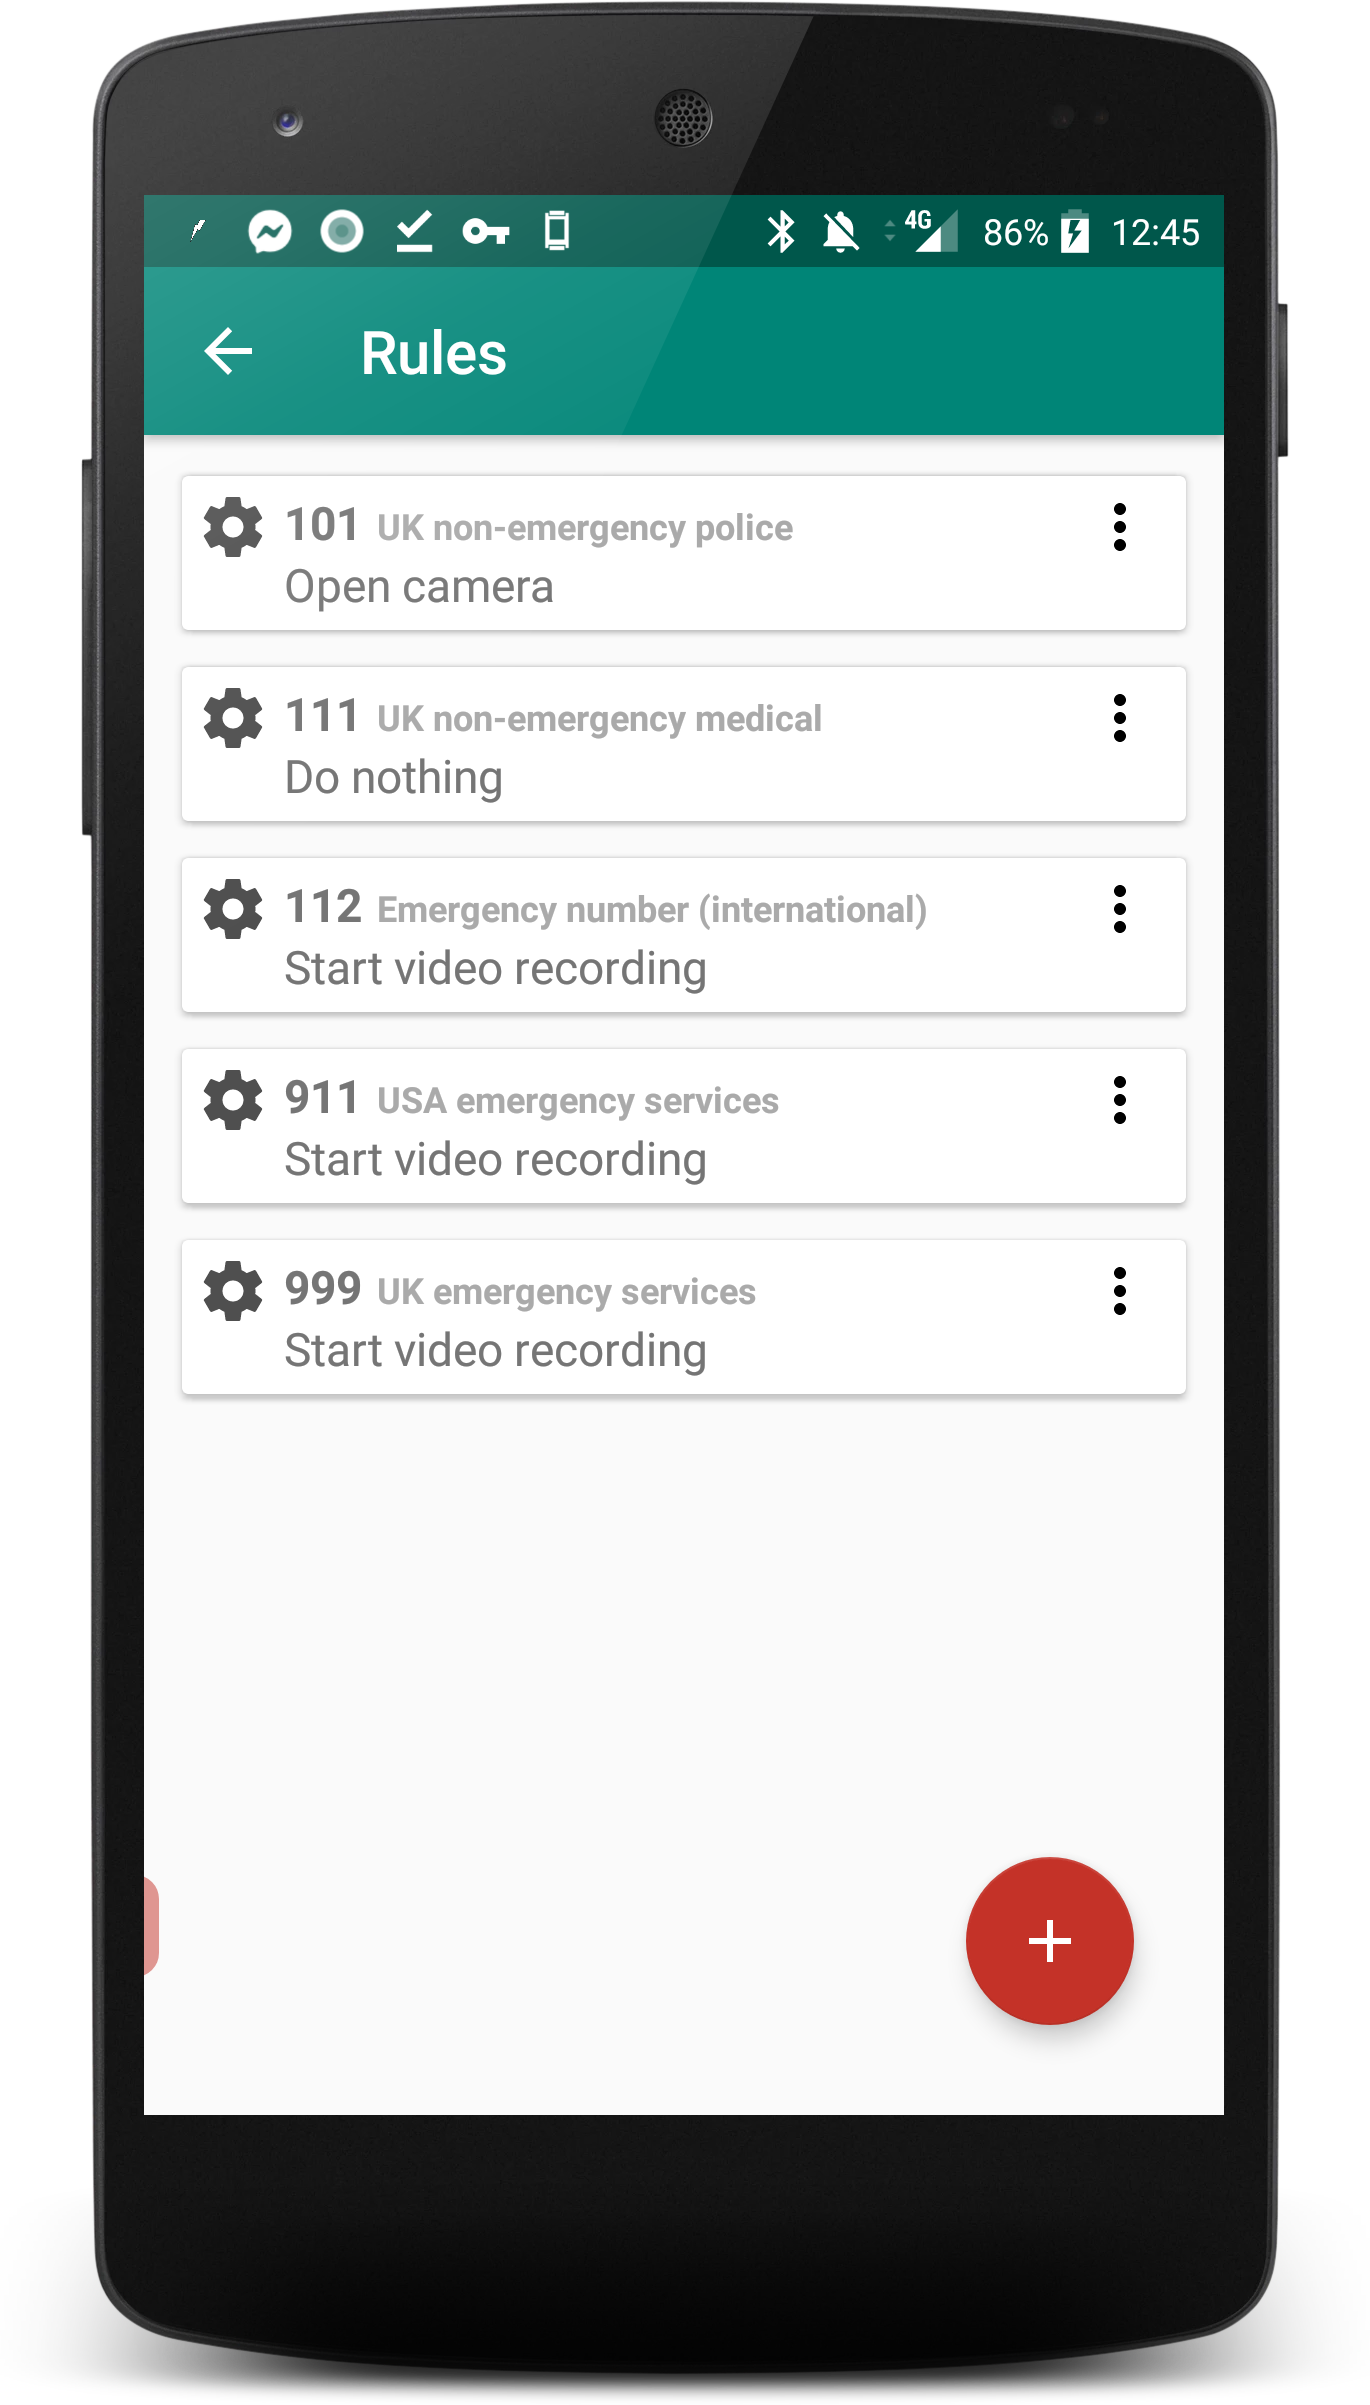 4G 86% 12:45
Rules
101 UK non-emergency police
Open camera
111 UK non-emergency medical
Do nothing
112 Emergency number (international)
Start video recording
911 USA emergency services
Start video recording
999 UK emergency services
Start video recording